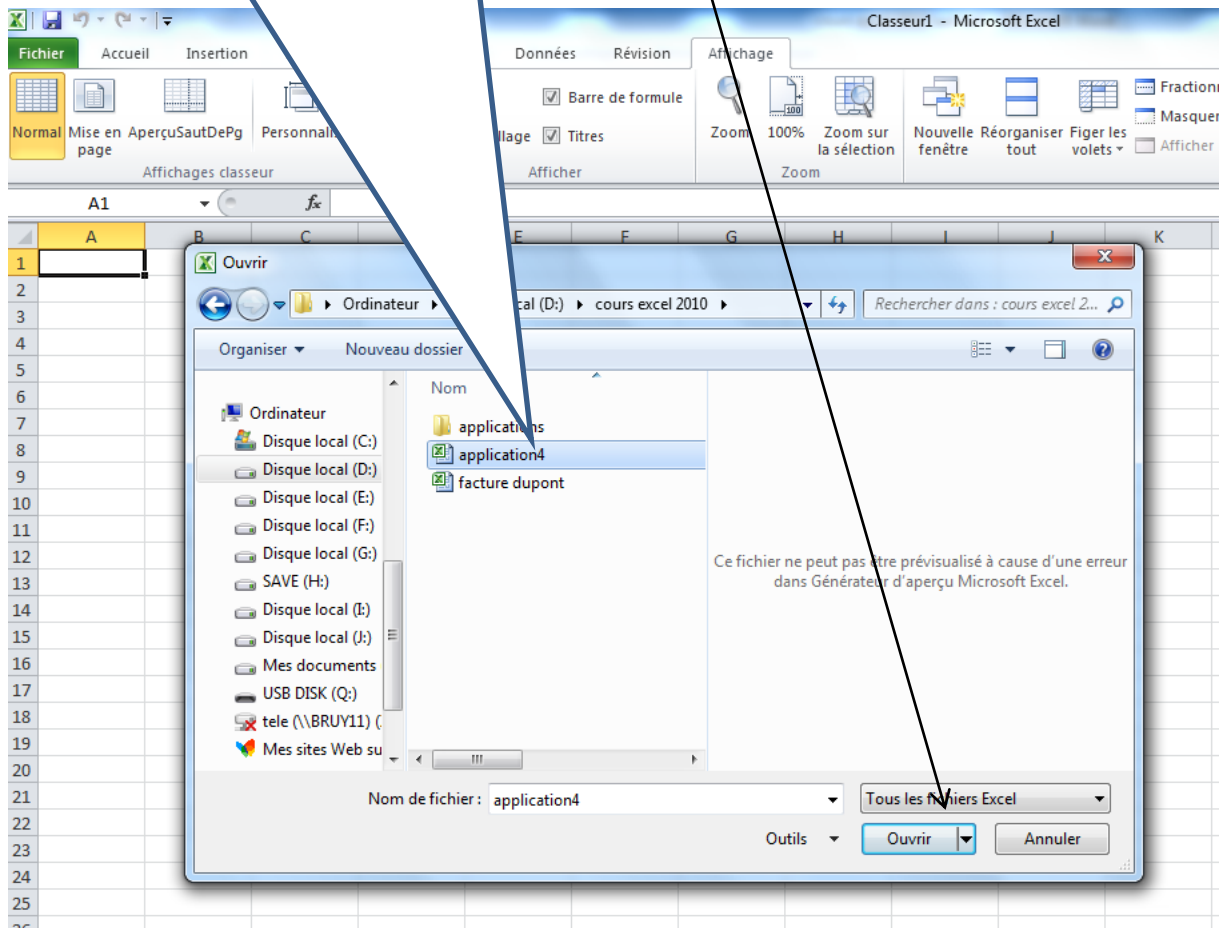 Classeur1 - Microsoft Excel
Fichier Accueil Insertion Données Révision Affichage
Normal Mise en page AperçuSautDePg
Barre de formule
Titres
Zoom 100% Zoom sur la sélection
Nouvelle fenêtre Réorganiser tout Figer les volets
Afficher
Affichages classeur Afficher Zoom
A1 fx
A B C E F G H I J K
1
2
3
4
5
6
7
8
9
10
11
12
13
14
15
16
17
18
19
20
21
22
23
24
25
Ouvrir
Ordinateur cal (D:) cours excel 2010 Rechercher dans : cours excel 2...
Organiser Nouveau dossier
Ordinateur
Disque local (C:)
Disque local (D:)
Disque local (E:)
Disque local (F:)
Disque local (G:)
SAVE (H:)
Disque local (I:)
Disque local (J:)
Mes documents
USB DISK (Q:)
tele (\\BRUY11) (
Mes sites Web su
Nom
applications
application4
facture dupont
Ce fichier ne peut pas être prévisualisé à cause d'une erreur
dans Générateur d'aperçu Microsoft Excel.
Nom de fichier : application4 Tous les fichiers Excel
Outils Ouvrir Annuler